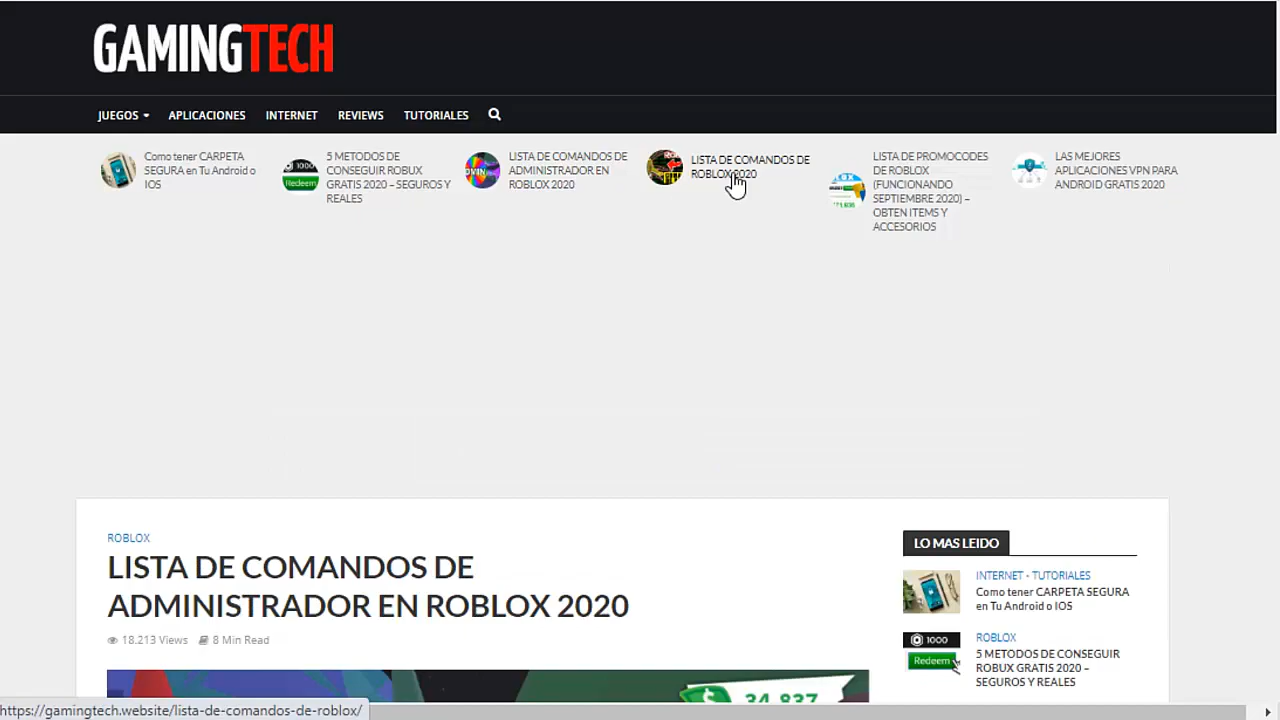 GAMINGTECH
JUEGOS
APLICACIONES
INTERNET
REVIEWS
TUTORIALES
Como tener CARPETA
SEGURA en Tu Android o
IOS
1000
Redeem
5 METODOS DE
CONSEGUIR ROBUX
GRATIS 2020 – SEGUROS Y
REALES
LISTA DE COMANDOS DE
ADMINISTRADOR EN
ROBLOX 2020
LISTA DE COMANDOS DE
ROBLOX 2020
LISTA DE PROMOCODES
DE ROBLOX
(FUNCIONANDO
SEPTIEMBRE 2020) –
OBTEN ITEMS Y
ACCESORIOS
LAS MEJORES
APLICACIONES VPN PARA
ANDROID GRATIS 2020
ROBLOX
LISTA DE COMANDOS DE
ADMINISTRADOR EN ROBLOX 2020
18.213 Views 8 Min Read
34,837
LO MAS LEIDO
INTERNET - TUTORIALES
Como tener CARPETA SEGURA
en Tu Android o IOS
1000
Redeem
ROBLOX
5 METODOS DE CONSEGUIR
ROBUX GRATIS 2020 –
SEGUROS Y REALES
https://gamingtech.website/lista-de-comandos-de-roblox/